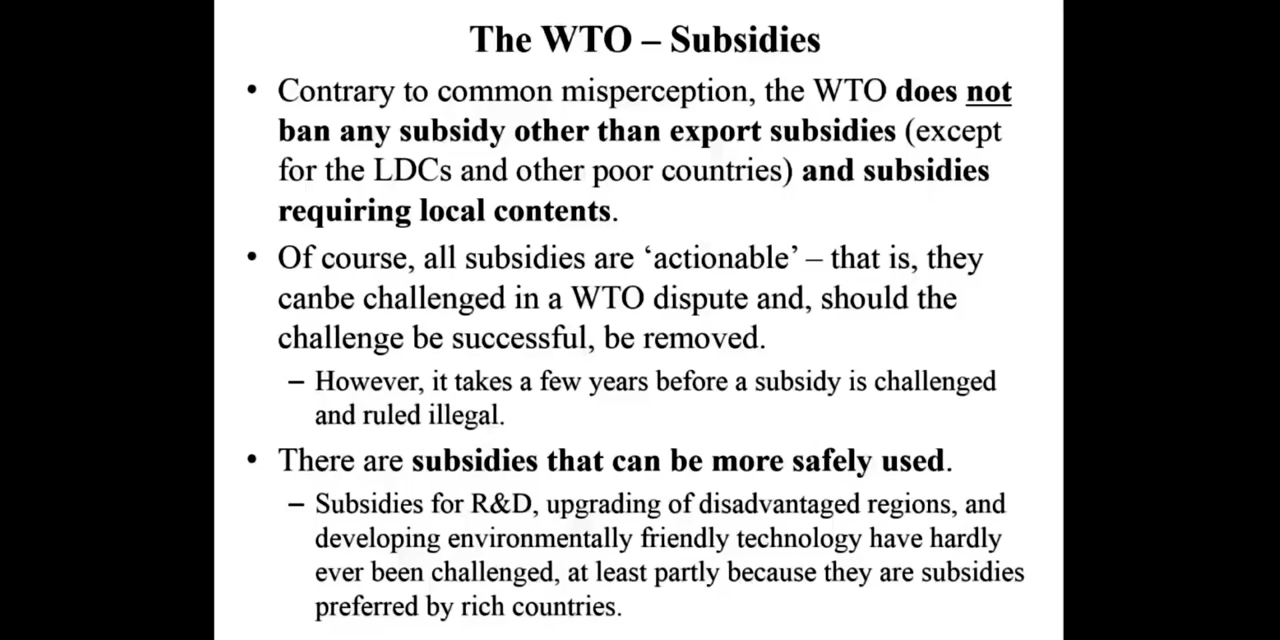 The WTO – Subsidies
• Contrary to common misperception, the WTO does not
ban any subsidy other than export subsidies (except
for the LDCs and other poor countries) and subsidies
requiring local contents.
• Of course, all subsidies are ‘actionable’ – that is, they
canbe challenged in a WTO dispute and, should the
challenge be successful, be removed.
– However, it takes a few years before a subsidy is challenged
and ruled illegal.
• There are subsidies that can be more safely used.
– Subsidies for R&D, upgrading of disadvantaged regions, and
developing environmentally friendly technology have hardly
ever been challenged, at least partly because they are subsidies
preferred by rich countries.